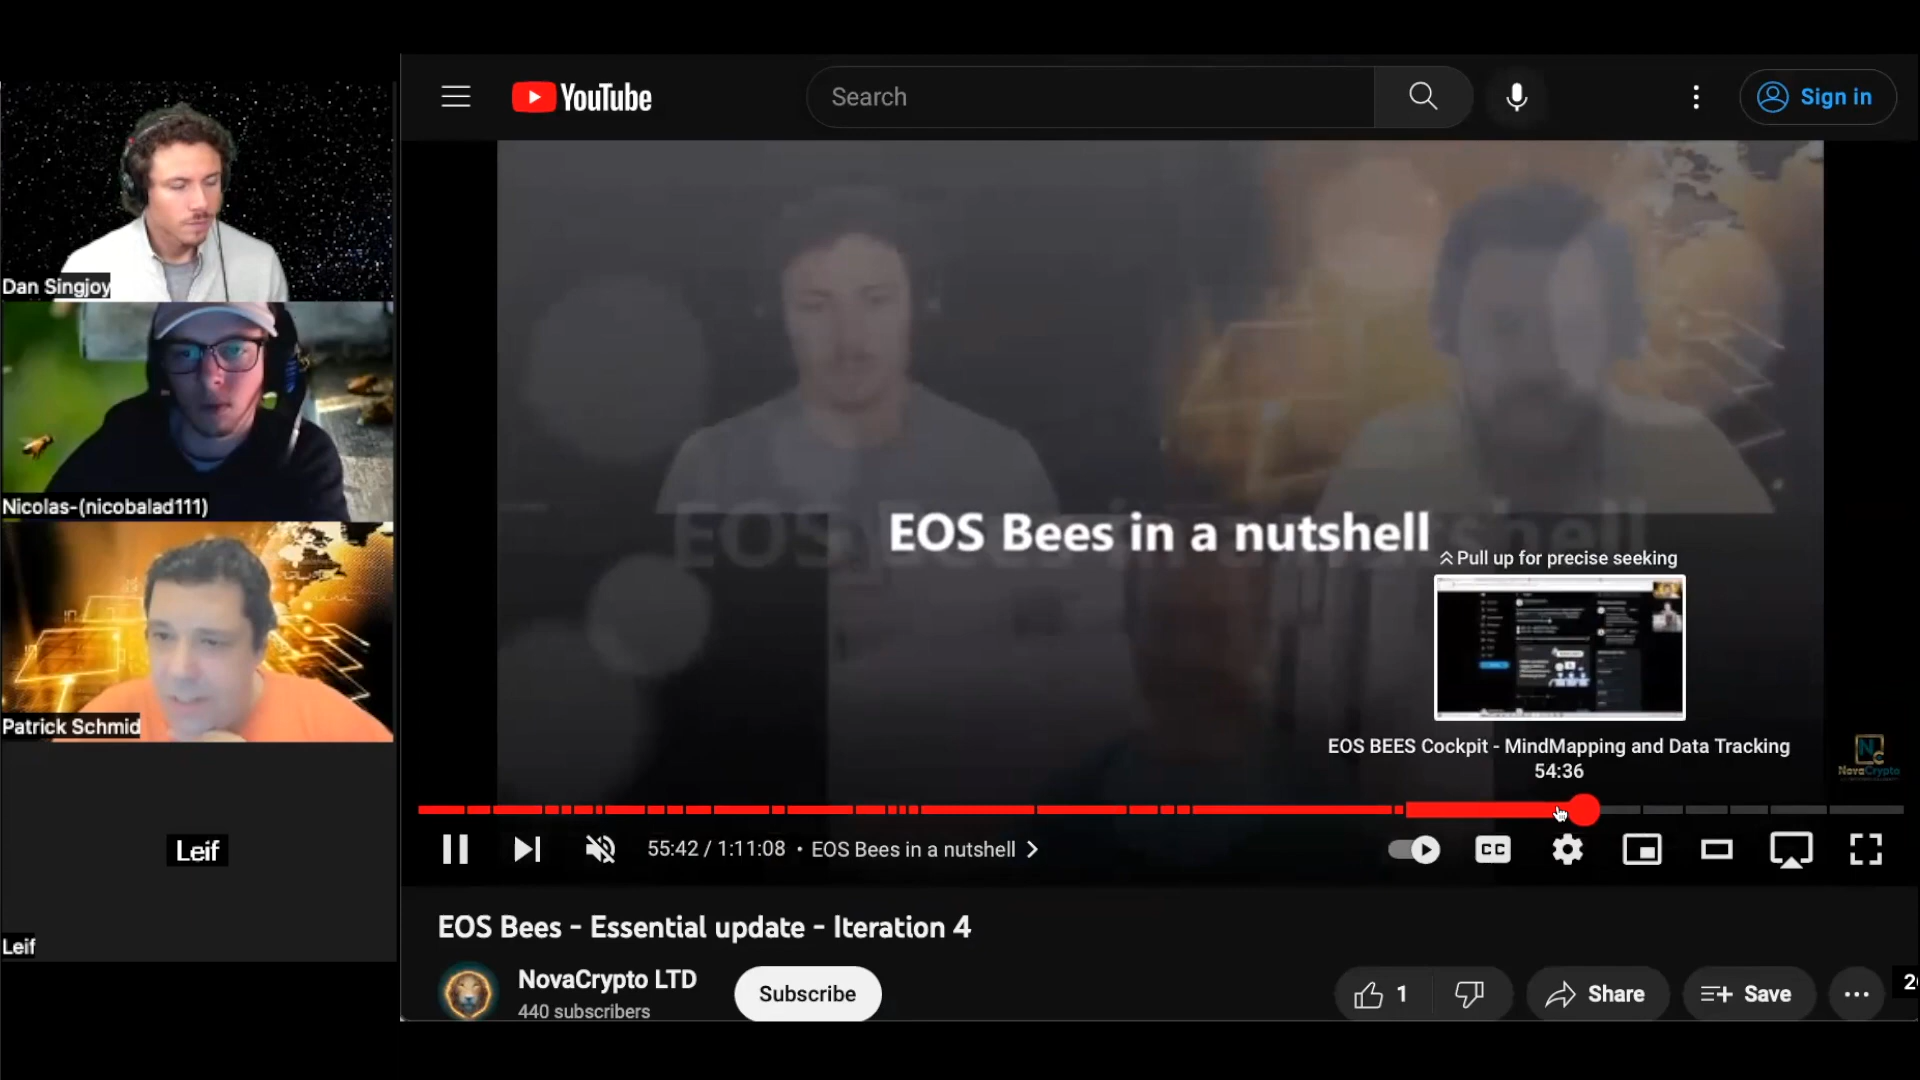 YouTube
Search
Sign in
Dan Singjoy
Nicolas-(nicobalad111)
Patrick Schmid
Leif
Leif
EOS Bees in a nutshell
Pull up for precise seeking
EOS BEES Cockpit - MindMapping and Data Tracking
54:36
NovaCrypto
55:42 / 1:11:08 • EOS Bees in a nutshell
CC
EOS Bees - Essential update - Iteration 4
NovaCrypto LTD
440 subscribers
Subscribe
1
Share
Save